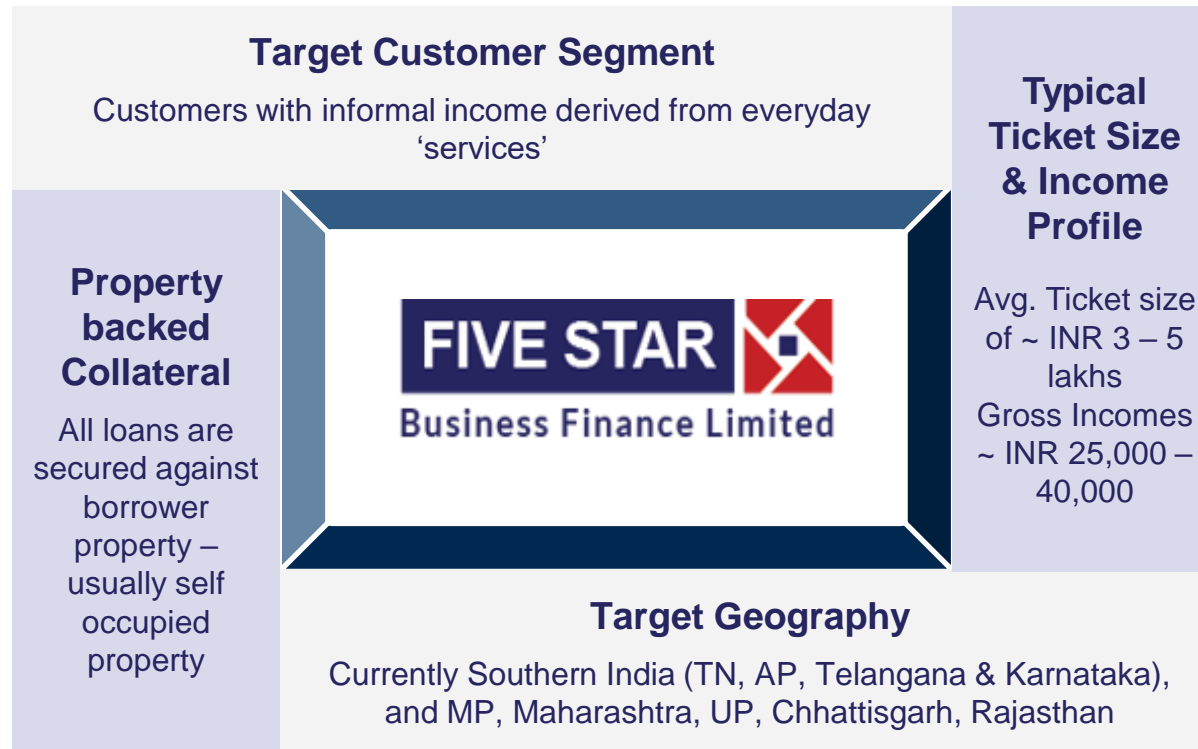 Target Customer Segment
Customers with informal income derived from everyday
‘services’
Typical
Ticket Size
& Income
Profile
Avg. Ticket size
of ~ INR 3 – 5
lakhs
Gross Incomes
~ INR 25,000 –
40,000
Property
backed
Collateral
All loans are
secured against
borrower
property –
usually self
occupied
property
FIVE STAR
Business Finance Limited
Target Geography
Currently Southern India (TN, AP, Telangana & Karnataka),
and MP, Maharashtra, UP, Chhattisgarh, Rajasthan